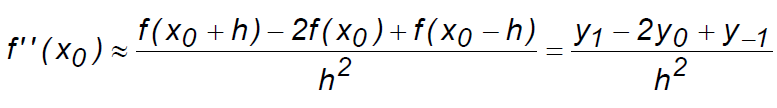 f''(x₀) ≈ f(x₀ + h) − 2f(x₀) + f(x₀ − h) / h² = y₁ − 2y₀ + y₋₁ / h²